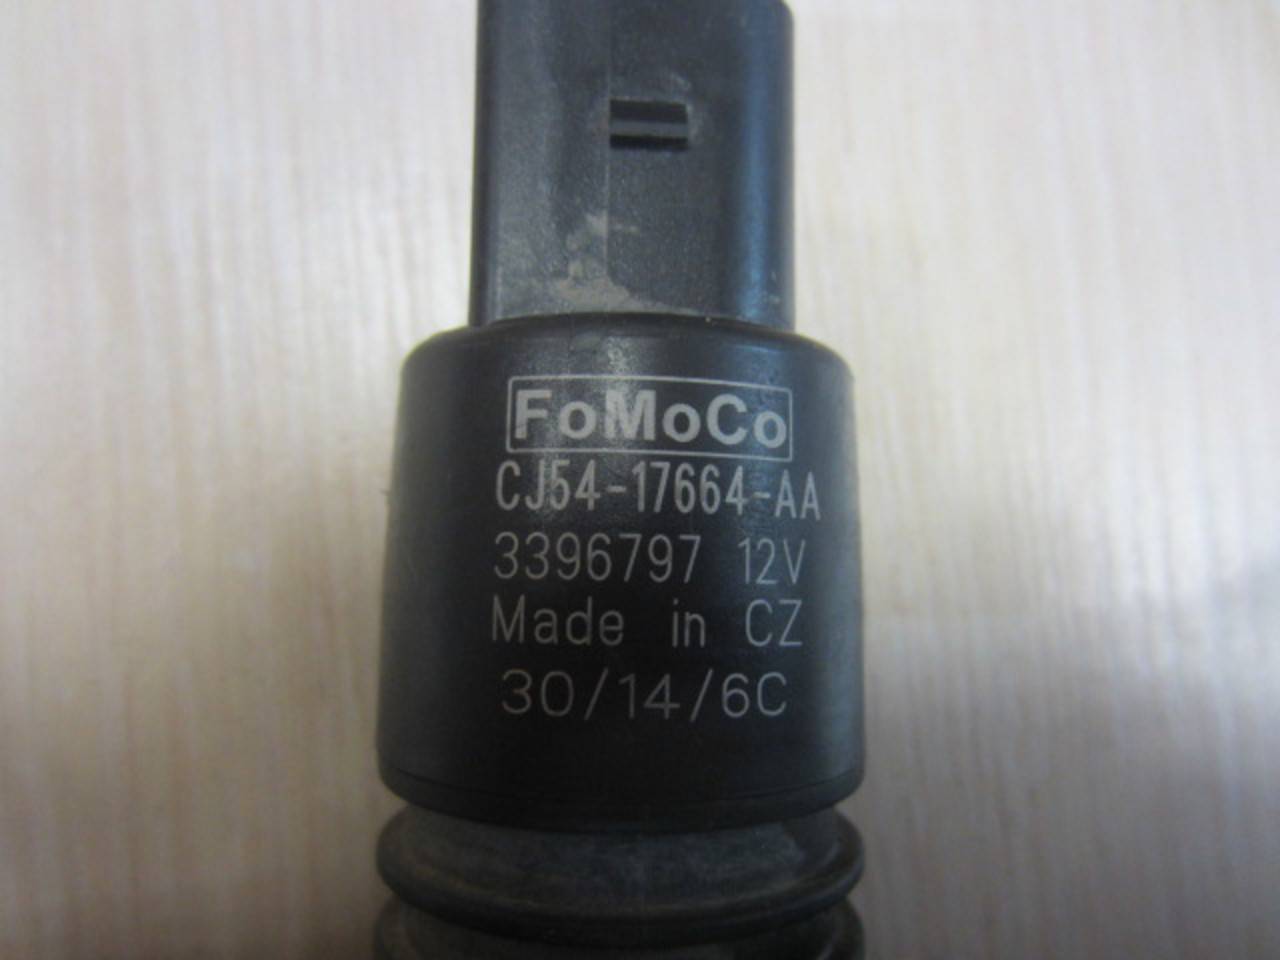 FoMoCo
CJ54-17664-AA
3396797 12V
Made in CZ
30/14/6C